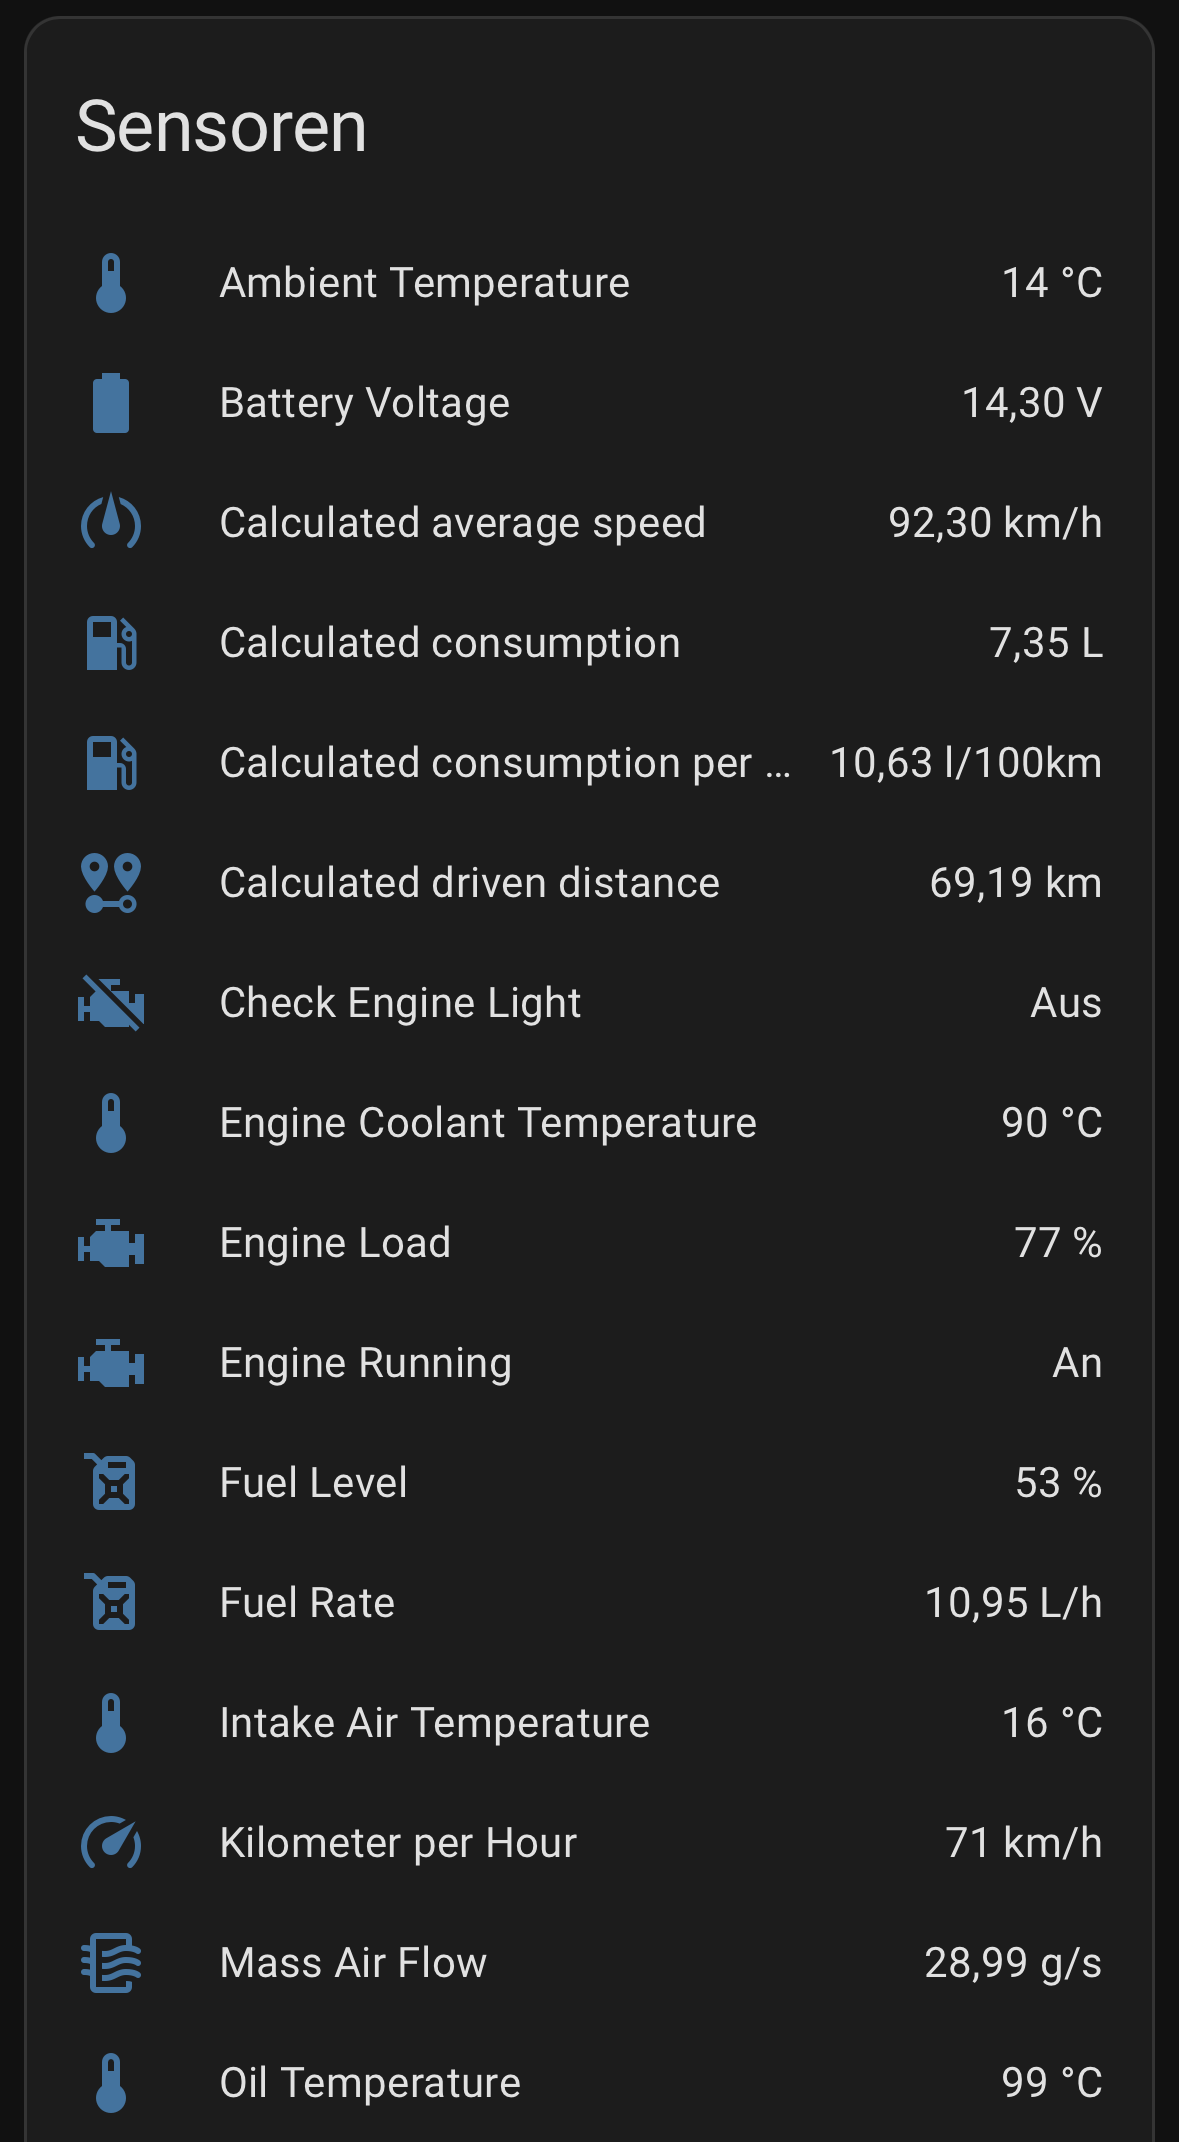 Sensoren
Ambient Temperature 14 °C
Battery Voltage 14,30 V
Calculated average speed 92,30 km/h
Calculated consumption 7,35 L
Calculated consumption per … 10,63 l/100km
Calculated driven distance 69,19 km
Check Engine Light Aus
Engine Coolant Temperature 90 °C
Engine Load 77 %
Engine Running An
Fuel Level 53 %
Fuel Rate 10,95 L/h
Intake Air Temperature 16 °C
Kilometer per Hour 71 km/h
Mass Air Flow 28,99 g/s
Oil Temperature 99 °C